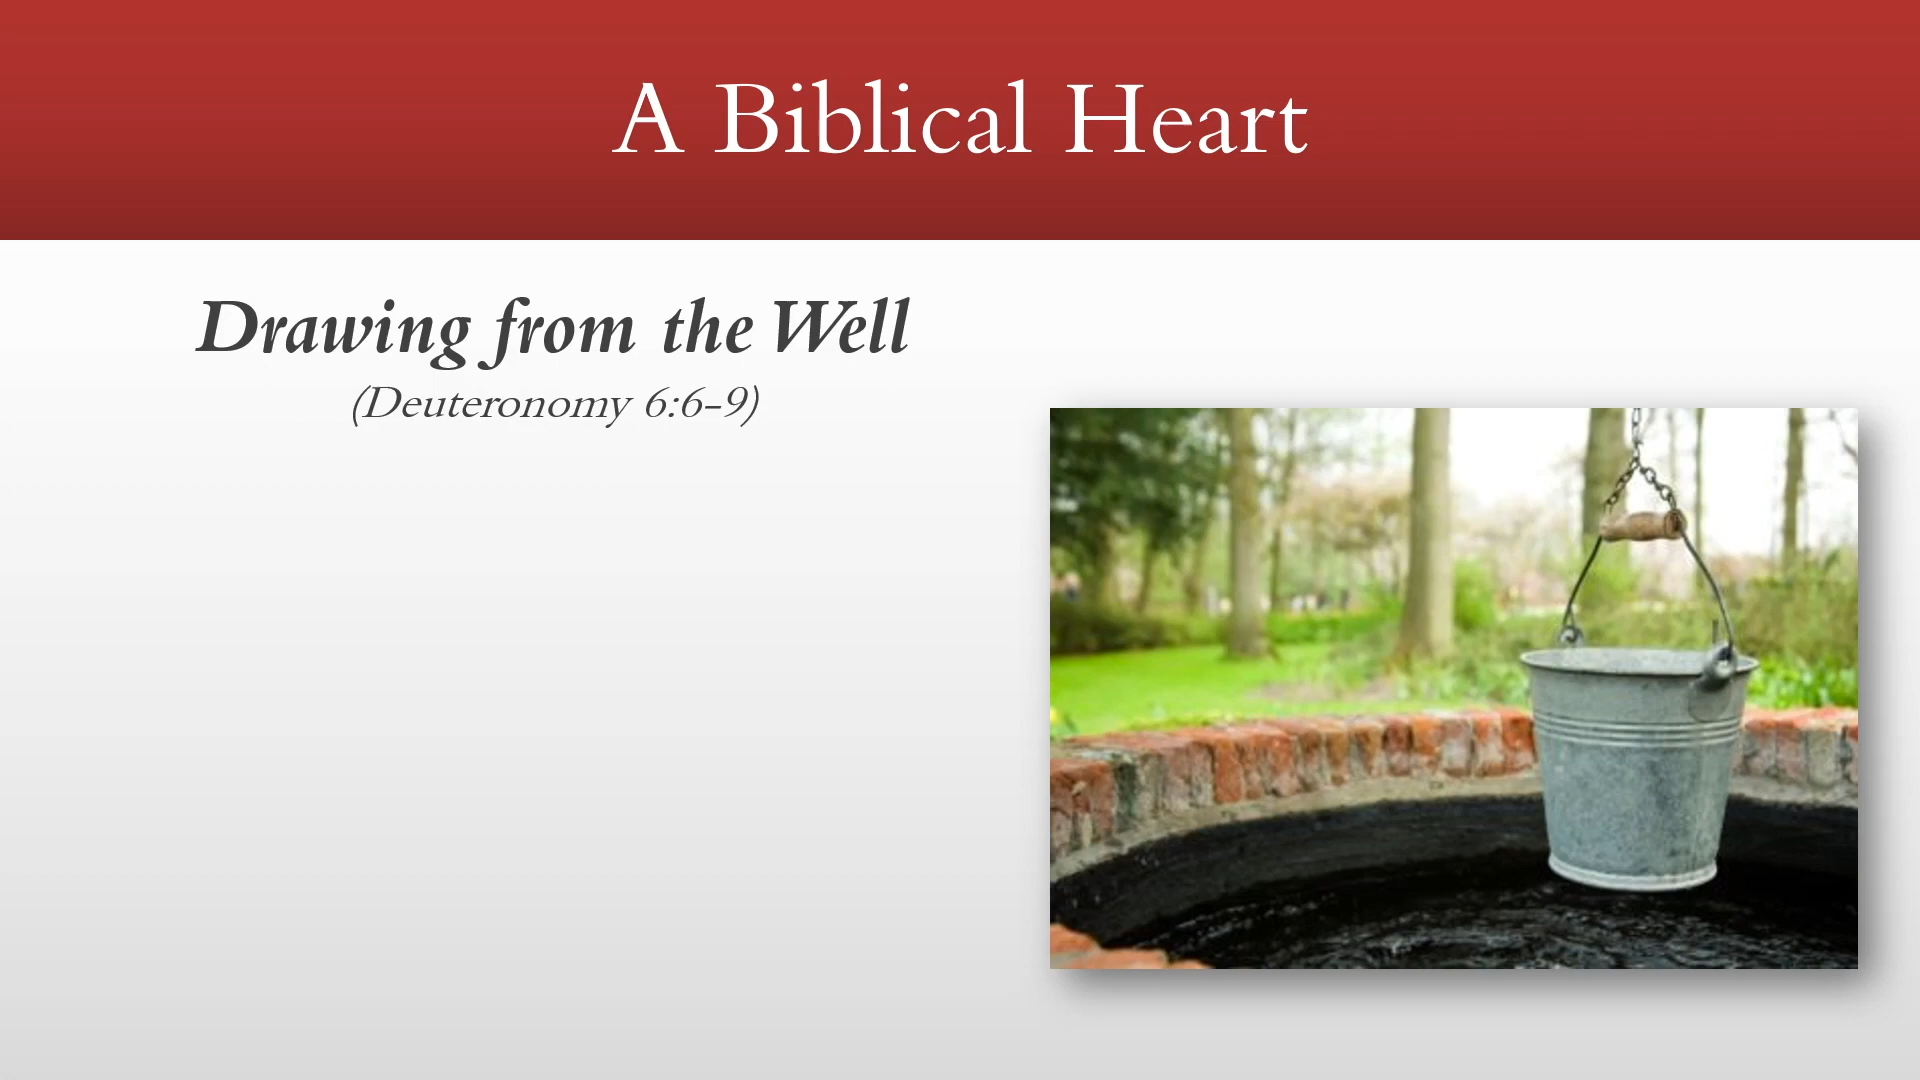 A Biblical Heart
Drawing from the Well
(Deuteronomy 6:6–9)